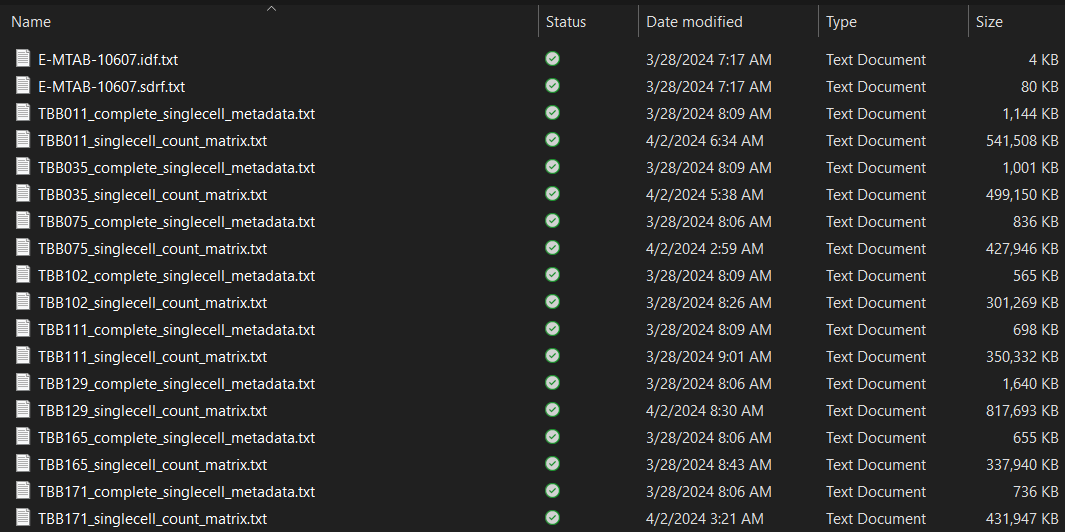 Name Status Date modified Type Size
E-MTAB-10607.idf.txt 3/28/2024 7:17 AM Text Document 4 KB
E-MTAB-10607.sdrf.txt 3/28/2024 7:17 AM Text Document 80 KB
TBB011_complete_singlecell_metadata.txt 3/28/2024 8:09 AM Text Document 1,144 KB
TBB011_singlecell_count_matrix.txt 4/2/2024 6:34 AM Text Document 541,508 KB
TBB035_complete_singlecell_metadata.txt 3/28/2024 8:09 AM Text Document 1,001 KB
TBB035_singlecell_count_matrix.txt 4/2/2024 5:38 AM Text Document 499,150 KB
TBB075_complete_singlecell_metadata.txt 3/28/2024 8:06 AM Text Document 836 KB
TBB075_singlecell_count_matrix.txt 4/2/2024 2:59 AM Text Document 427,946 KB
TBB102_complete_singlecell_metadata.txt 3/28/2024 8:09 AM Text Document 565 KB
TBB102_singlecell_count_matrix.txt 3/28/2024 8:26 AM Text Document 301,269 KB
TBB111_complete_singlecell_metadata.txt 3/28/2024 8:09 AM Text Document 698 KB
TBB111_singlecell_count_matrix.txt 3/28/2024 9:01 AM Text Document 350,332 KB
TBB129_complete_singlecell_metadata.txt 3/28/2024 8:06 AM Text Document 1,640 KB
TBB129_singlecell_count_matrix.txt 4/2/2024 8:30 AM Text Document 817,693 KB
TBB165_complete_singlecell_metadata.txt 3/28/2024 8:06 AM Text Document 655 KB
TBB165_singlecell_count_matrix.txt 3/28/2024 8:43 AM Text Document 337,940 KB
TBB171_complete_singlecell_metadata.txt 3/28/2024 8:06 AM Text Document 736 KB
TBB171_singlecell_count_matrix.txt 4/2/2024 3:21 AM Text Document 431,947 KB